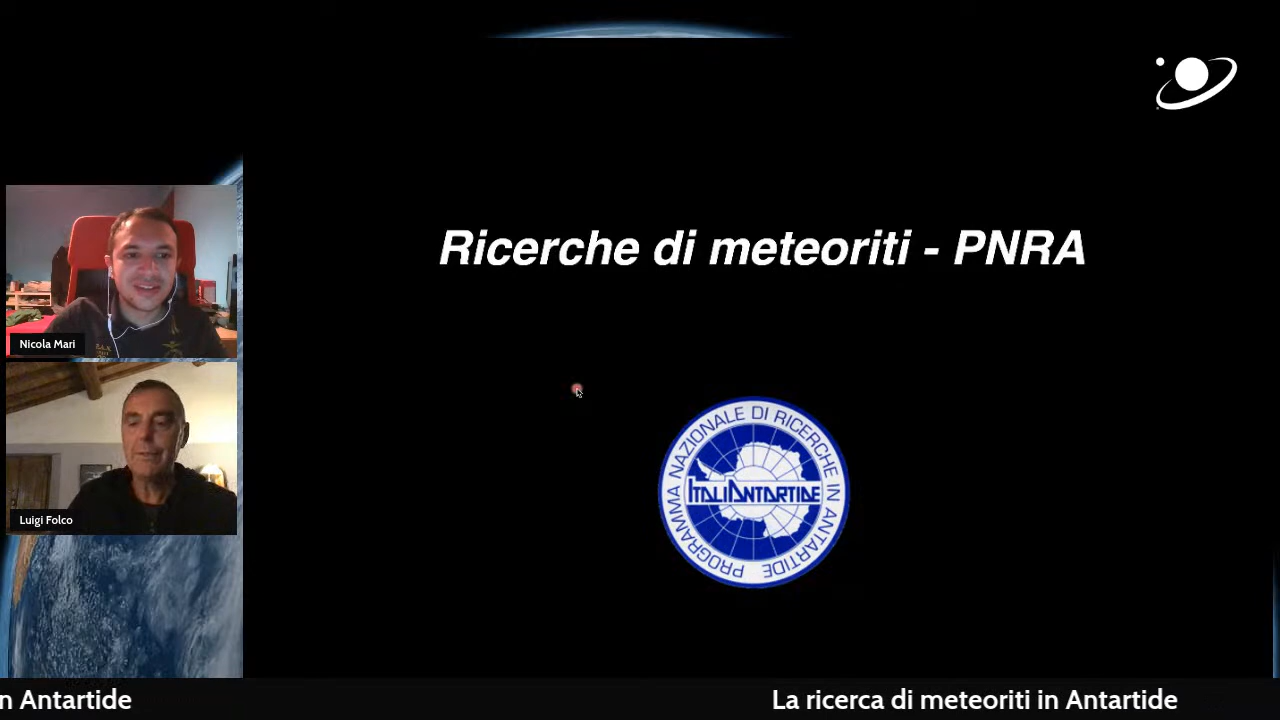 Ricerche di meteoriti - PNRA
Nicola Mari
Luigi Folco
PROGRAMMA NAZIONALE DI RICERCHE IN ANTARTIDE
ITALIANTARTIDE
n Antartide
La ricerca di meteoriti in Antartide